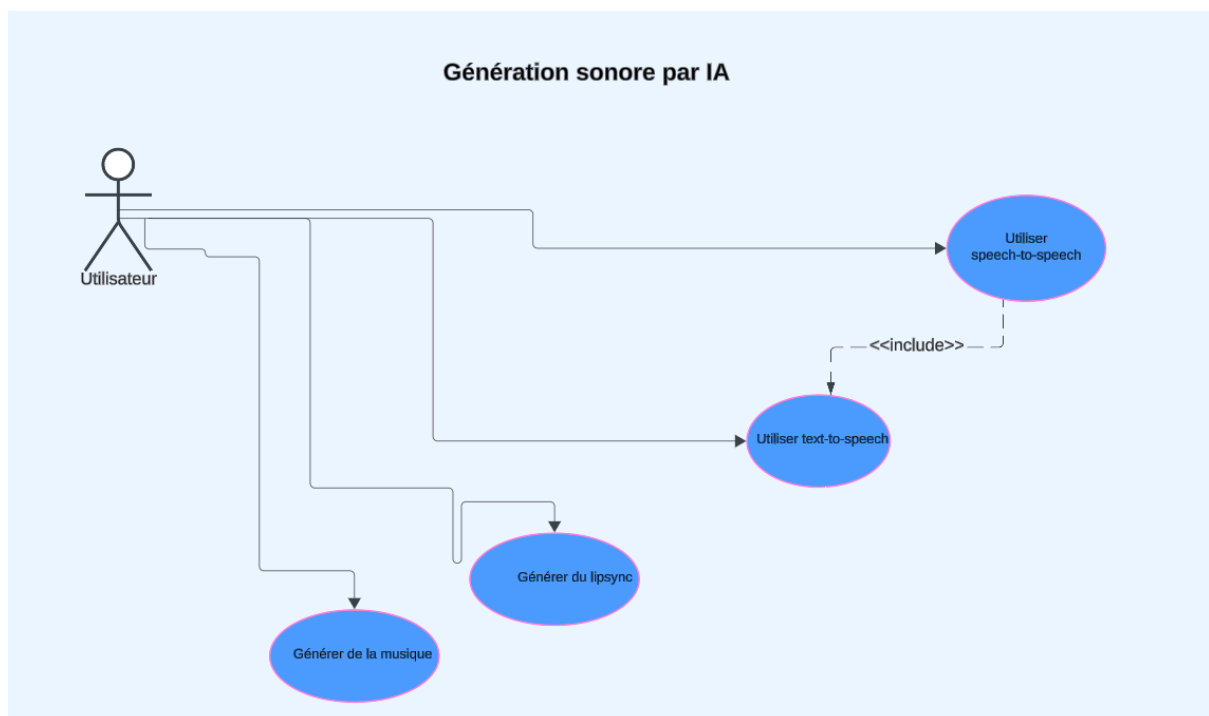 Génération sonore par IA
Utilisateur
Utiliser
speech-to-speech
<<include>>
Utiliser text-to-speech
Générer du lipsync
Générer de la musique